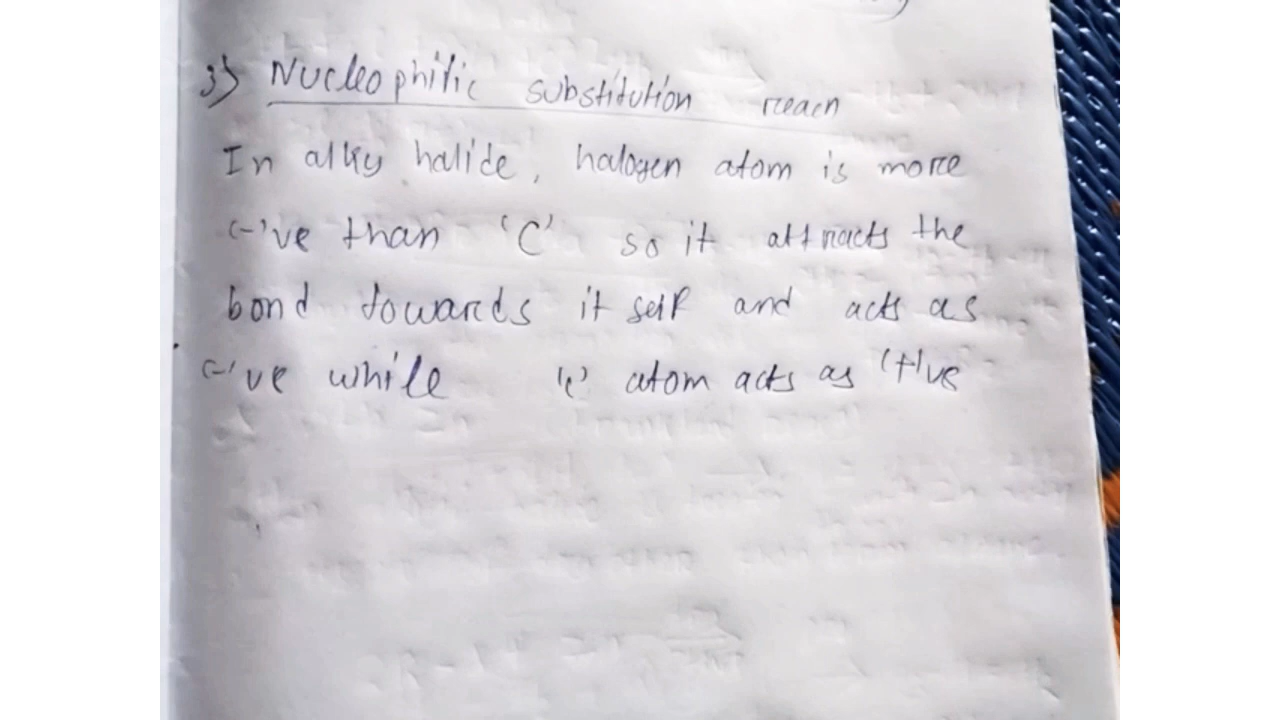 3) Nucleophilic substitution reacn
In alky halide, halogen atom is more
(-)'ve than 'C' so it attracts the
bond towards it self and acts as
(-)'ve while 'C' atom acts as (+)'ve